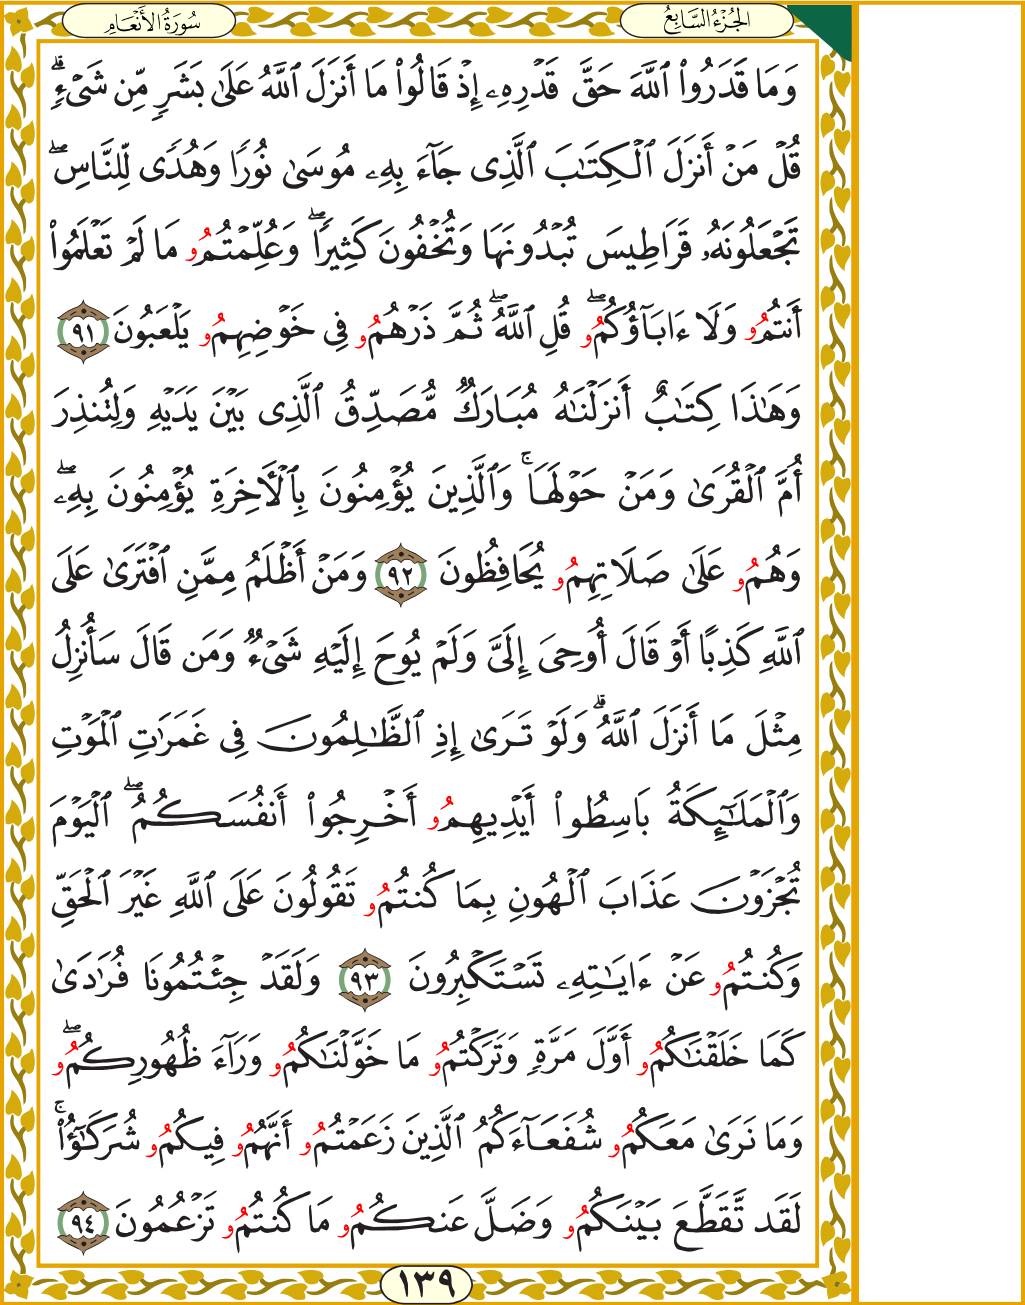 سُورَةُ الأَنْعَامِ
الجُزْءُ السَّابِعُ
وَمَا قَدَرُوا۟ ٱللَّهَ حَقَّ قَدْرِهِۦٓ إِذْ قَالُوا۟ مَآ أَنزَلَ ٱللَّهُ عَلَىٰ بَشَرٍ مِّن شَىْءٍ ۗ
قُلْ مَنْ أَنزَلَ ٱلْكِتَـٰبَ ٱلَّذِى جَآءَ بِهِۦ مُوسَىٰ نُورًا وَهُدًى لِّلنَّاسِ ۖ
تَجْعَلُونَهُۥ قَرَاطِيسَ تُبْدُونَهَا وَتُخْفُونَ كَثِيرًا ۖ وَعُلِّمْتُمُو مَا لَمْ تَعْلَمُوٓا۟
أَنتُمُو وَلَآ ءَابَآؤُكُمُو ۖ قُلِ ٱللَّهُ ۖ ثُمَّ ذَرْهُمُو فِى خَوْضِهِمُو يَلْعَبُونَ ٩١
وَهَـٰذَا كِتَـٰبٌ أَنزَلْنَـٰهُ مُبَارَكٌ مُّصَدِّقُ ٱلَّذِى بَيْنَ يَدَيْهِ وَلِتُنذِرَ
أُمَّ ٱلْقُرَىٰ وَمَنْ حَوْلَهَا ۚ وَٱلَّذِينَ يُؤْمِنُونَ بِٱلْأَخِرَةِ يُؤْمِنُونَ بِهِۦ ۖ
وَهُمُو عَلَىٰ صَلَاتِهِمُو يُحَافِظُونَ ٩٢ وَمَنْ أَظْلَمُ مِمَّنِ ٱفْتَرَىٰ عَلَى
ٱللَّهِ كَذِبًا أَوْ قَالَ أُوحِىَ إِلَىَّ وَلَمْ يُوحَ إِلَيْهِ شَىْءٌ وَمَن قَالَ سَأُنزِلُ
مِثْلَ مَآ أَنزَلَ ٱللَّهُ ۗ وَلَوْ تَرَىٰٓ إِذِ ٱلظَّـٰلِمُونَ فِى غَمَرَٰتِ ٱلْمَوْتِ
وَٱلْمَلَـٰٓئِكَةُ بَاسِطُوٓا۟ أَيْدِيهِمُو أَخْرِجُوٓا۟ أَنفُسَكُمُ ۖ ٱلْيَوْمَ
تُجْزَوْنَ عَذَابَ ٱلْهُونِ بِمَا كُنتُمُو تَقُولُونَ عَلَى ٱللَّهِ غَيْرَ ٱلْحَقِّ
وَكُنتُمُو عَنْ ءَايَـٰتِهِۦ تَسْتَكْبِرُونَ ٩٣ وَلَقَدْ جِئْتُمُونَا فُرَٰدَىٰ
كَمَا خَلَقْنَـٰكُمُو أَوَّلَ مَرَّةٍ وَتَرَكْتُمُو مَا خَوَّلْنَـٰكُمُو وَرَآءَ ظُهُورِكُمُو ۖ
وَمَا نَرَىٰ مَعَكُمُو شُفَعَآءَكُمُ ٱلَّذِينَ زَعَمْتُمُو أَنَّهُمُو فِيكُمُو شُرَكَـٰٓؤُا۟ ۚ
لَقَد تَّقَطَّعَ بَيْنَكُمُو وَضَلَّ عَنكُمُو مَا كُنتُمُو تَزْعُمُونَ ٩٤
١٣٩